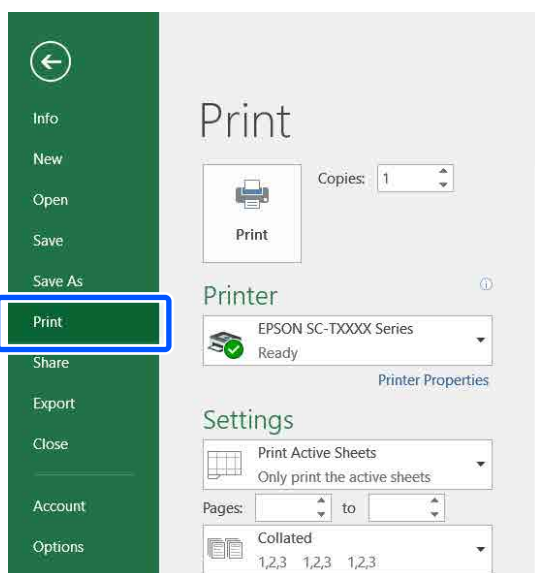 Info
New
Open
Save
Save As
Print
Share
Export
Close
Account
Options
Print
Copies: 1
Print
Printer
EPSON SC-TXXXX Series
Ready
Printer Properties
Settings
Print Active Sheets
Only print the active sheets
Pages: to
Collated
1,2,3 1,2,3 1,2,3